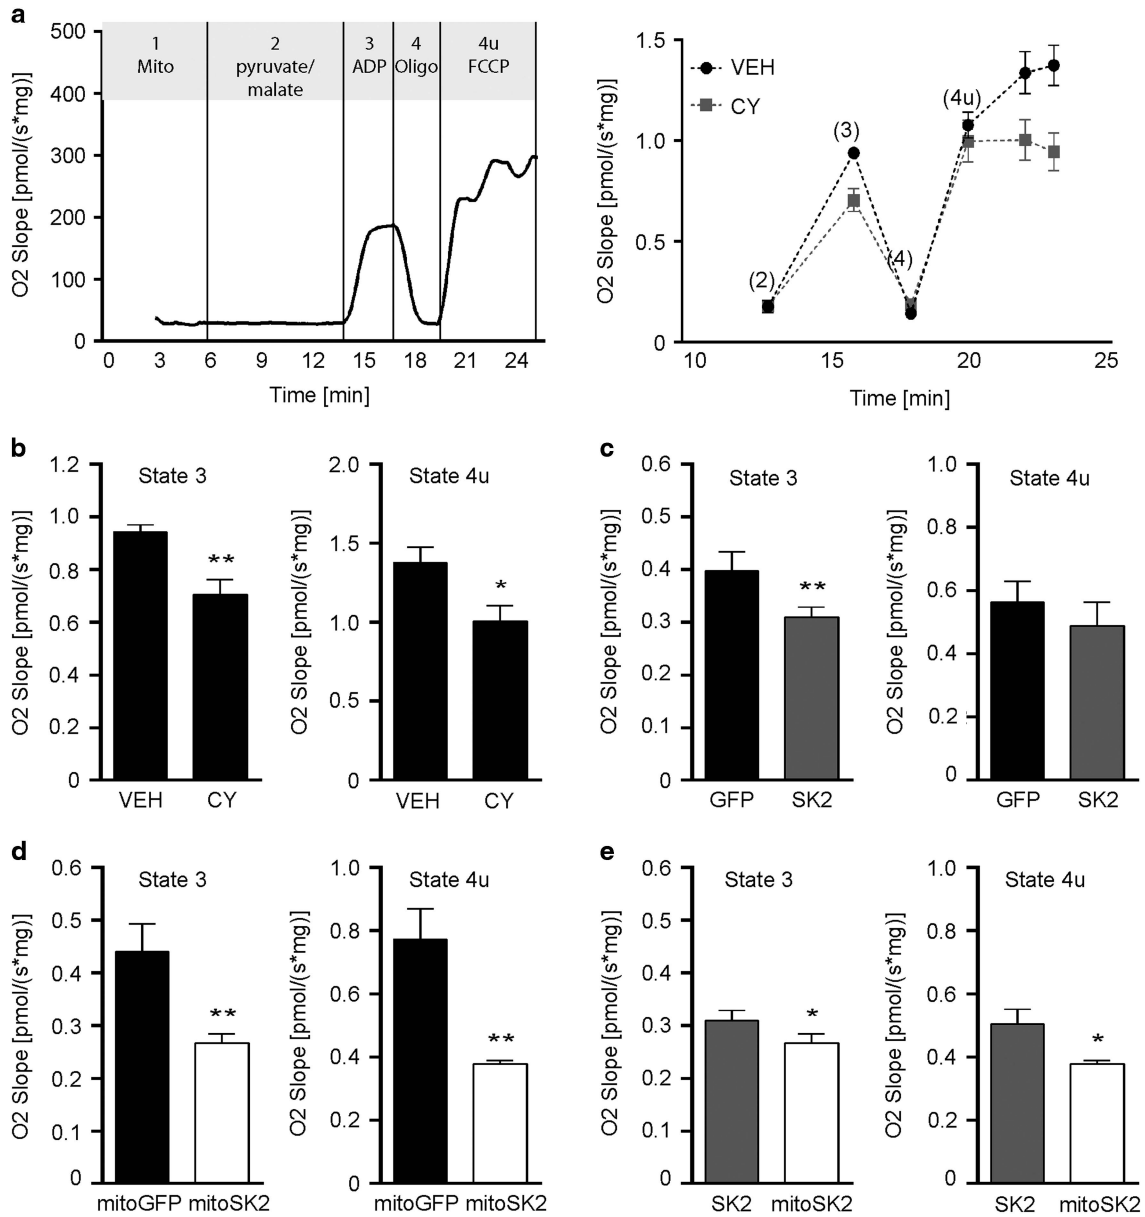 a
500
400
300
200
100
0
O2 Slope [pmol/(s*mg)]
1
Mito
2
pyruvate/
malate
3
ADP
4
Oligo
4u
FCCP
0 3 6 9 12 15 18 21 24
Time [min]
1.5
1.0
0.5
0
O2 Slope [pmol/(s*mg)]
VEH
CY
(2)
(3)
(4)
(4u)
10 15 20 25
Time [min]
b
1.2
1.0
0.8
0.6
0.4
0.2
0
O2 Slope [pmol/(s*mg)]
State 3
**
VEH CY
2.0
1.5
1.0
0.5
0
O2 Slope [pmol/(s*mg)]
State 4u
*
VEH CY
c
0.6
0.5
0.4
0.3
0.2
0.1
0
O2 Slope [pmol/(s*mg)]
State 3
**
GFP SK2
1.0
0.8
0.6
0.4
0.2
0
O2 Slope [pmol/(s*mg)]
State 4u
GFP SK2
d
0.6
0.5
0.4
0.3
0.2
0.1
0
O2 Slope [pmol/(s*mg)]
State 3
**
mitoGFP mitoSK2
1.0
0.8
0.6
0.4
0.2
0
O2 Slope [pmol/(s*mg)]
State 4u
**
mitoGFP mitoSK2
e
0.6
0.5
0.4
0.3
0.2
0.1
0
O2 Slope [pmol/(s*mg)]
State 3
*
SK2 mitoSK2
1.0
0.8
0.6
0.4
0.2
0
O2 Slope [pmol/(s*mg)]
State 4u
*
SK2 mitoSK2